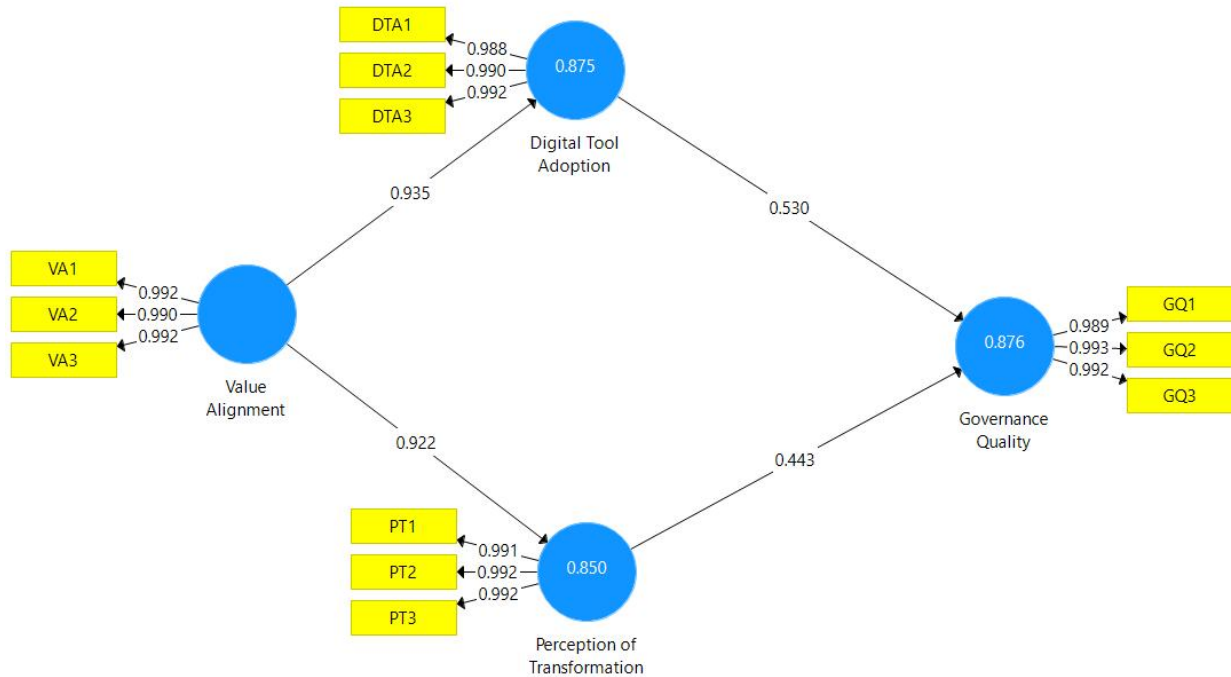 DTA1
0.988
DTA2
0.990
DTA3
0.992
0.875
Digital Tool
Adoption
0.935
0.530
VA1
0.992
VA2
0.990
VA3
0.992
Value
Alignment
0.876
Governance
Quality
0.989
GQ1
0.993
GQ2
0.992
GQ3
0.922
0.443
PT1
0.991
PT2
0.992
PT3
0.992
0.850
Perception of
Transformation